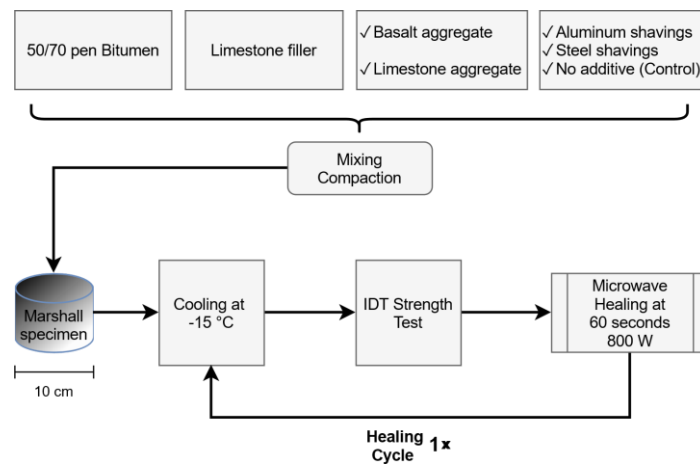 50/70 pen Bitumen
Limestone filler
✓ Basalt aggregate
✓ Limestone aggregate
✓ Aluminum shavings
✓ Steel shavings
✓ No additive (Control)
Mixing
Compaction
Marshall
specimen
10 cm
Cooling at
-15 °C
IDT Strength
Test
Microwave
Healing at
60 seconds
800 W
Healing
Cycle 1x